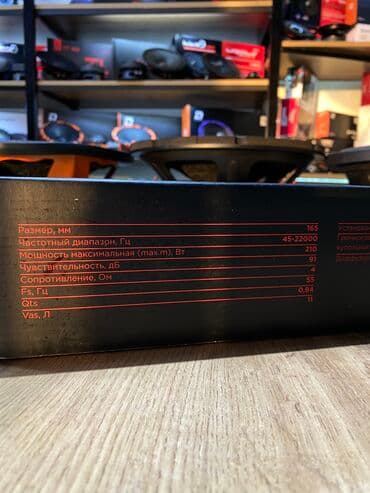 Размер, мм 165
Частотный диапазон, Гц 45-22000
Мощность максимальная (max.m), Вт 210
Чувствительность, дБ 91
Сопротивление, Ом 4
Fs, Гц 55
Qts 0,94
Vas, Л 11